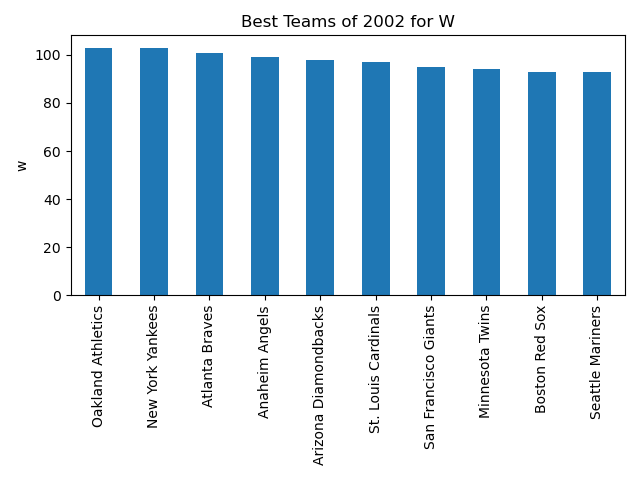 Best Teams of 2002 for W
100
80
60
40
20
0
w
Oakland Athletics
New York Yankees
Atlanta Braves
Anaheim Angels
Arizona Diamondbacks
St. Louis Cardinals
San Francisco Giants
Minnesota Twins
Boston Red Sox
Seattle Mariners